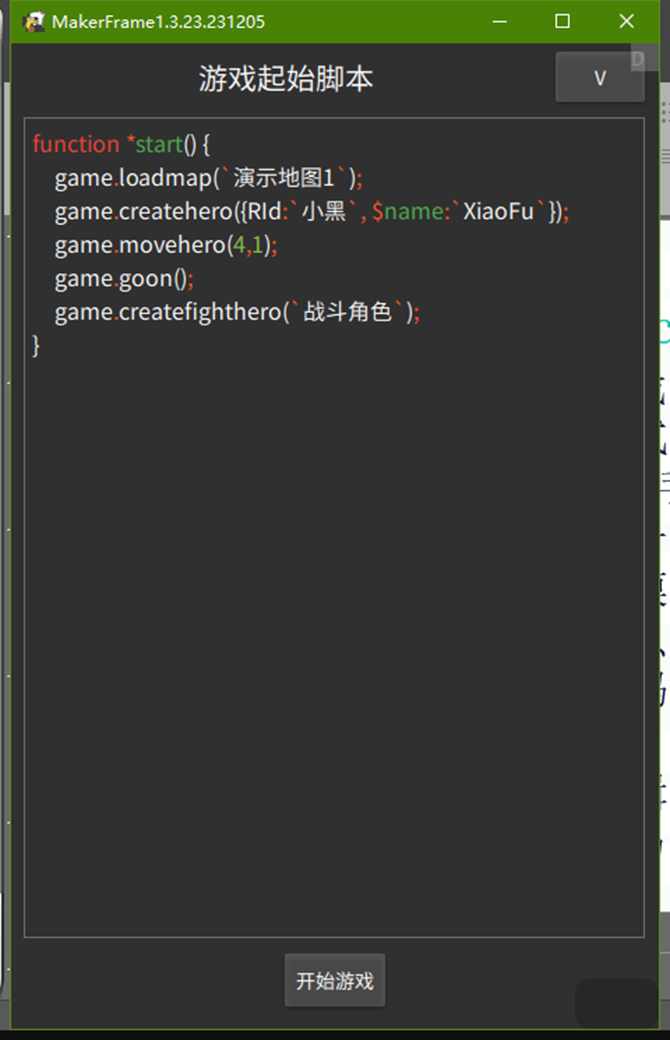 MakerFrame1.3.23.231205
D
游戏起始脚本
V
function *start() {
game.loadmap(`演示地图1`);
game.createhero({RId:`小黑`, $name:`XiaoFu`});
game.movehero(4,1);
game.goon();
game.createfighthero(`战斗角色`);
}
开始游戏